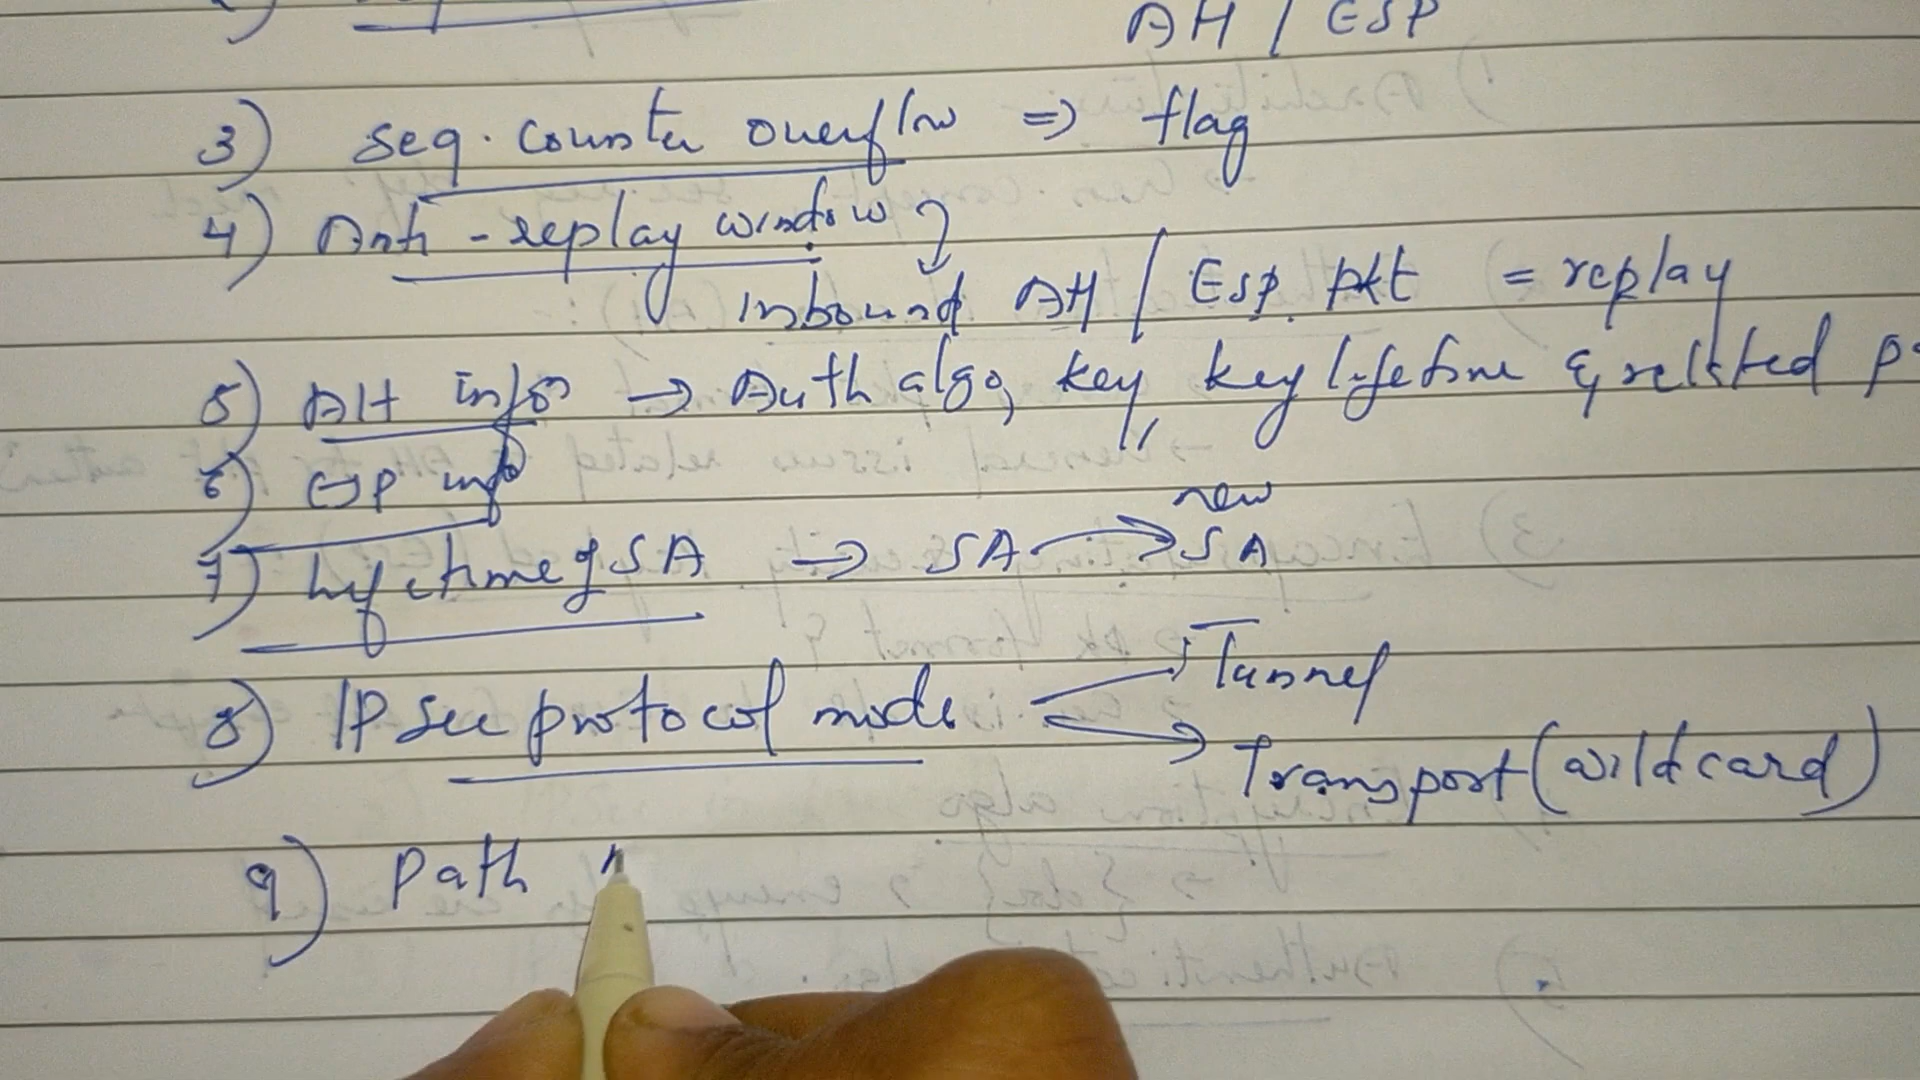 2)
AH / ESP
3) seq. counter overflow => flag
4) Anti-replay window
inbound AH / ESP pkt = replay
5) AH info → Auth algo, key, key lifetime & related p
6) ESP info
7) Lifetime of SA → SA → new SA
8) IPsec protocol mode → Tunnel
→ Transport (wildcard)
9) Path